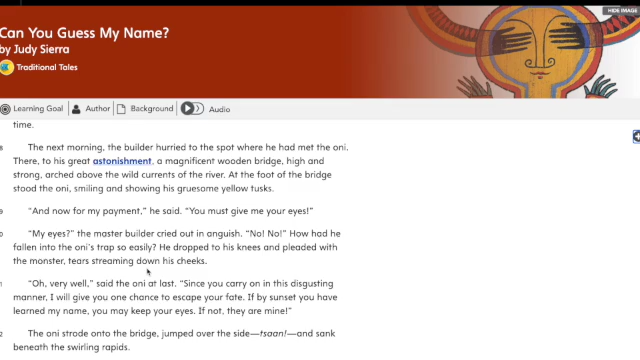 HIDE IMAGE
Can You Guess My Name?
by Judy Sierra
Traditional Tales
Learning Goal Author Background Audio
time.
8 The next morning, the builder hurried to the spot where he had met the oni.
There, to his great astonishment, a magnificent wooden bridge, high and
strong, arched above the wild currents of the river. At the foot of the bridge
stood the oni, smiling and showing his gruesome yellow tusks.
9 “And now for my payment,” he said. “You must give me your eyes!”
0 “My eyes?” the master builder cried out in anguish. “No! No!” How had he
fallen into the oni's trap so easily? He dropped to his knees and pleaded with
the monster, tears streaming down his cheeks.
1 “Oh, very well,” said the oni at last. “Since you carry on in this disgusting
manner, I will give you one chance to escape your fate. If by sunset you have
learned my name, you may keep your eyes. If not, they are mine!”
2 The oni strode onto the bridge, jumped over the side—tsaan!—and sank
beneath the swirling rapids.